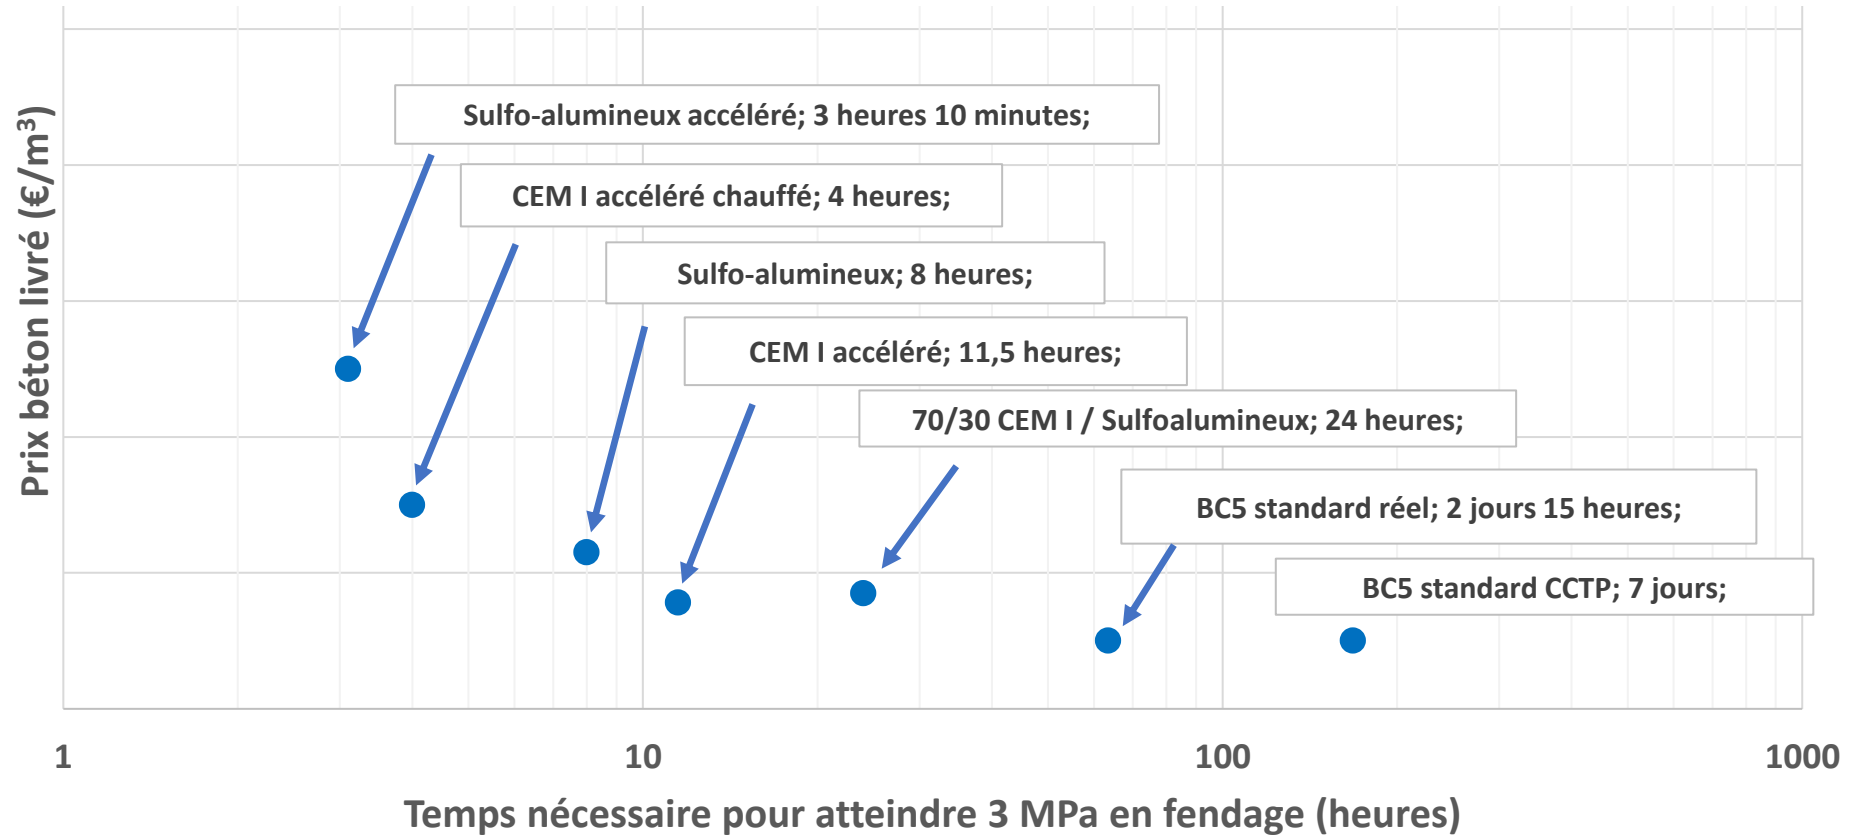 Prix béton livré (€/m³)
Sulfo-alumineux accéléré; 3 heures 10 minutes;
CEM I accéléré chauffé; 4 heures;
Sulfo-alumineux; 8 heures;
CEM I accéléré; 11,5 heures;
70/30 CEM I / Sulfoalumineux; 24 heures;
BC5 standard réel; 2 jours 15 heures;
BC5 standard CCTP; 7 jours;
1 10 100 1000
Temps nécessaire pour atteindre 3 MPa en fendage (heures)